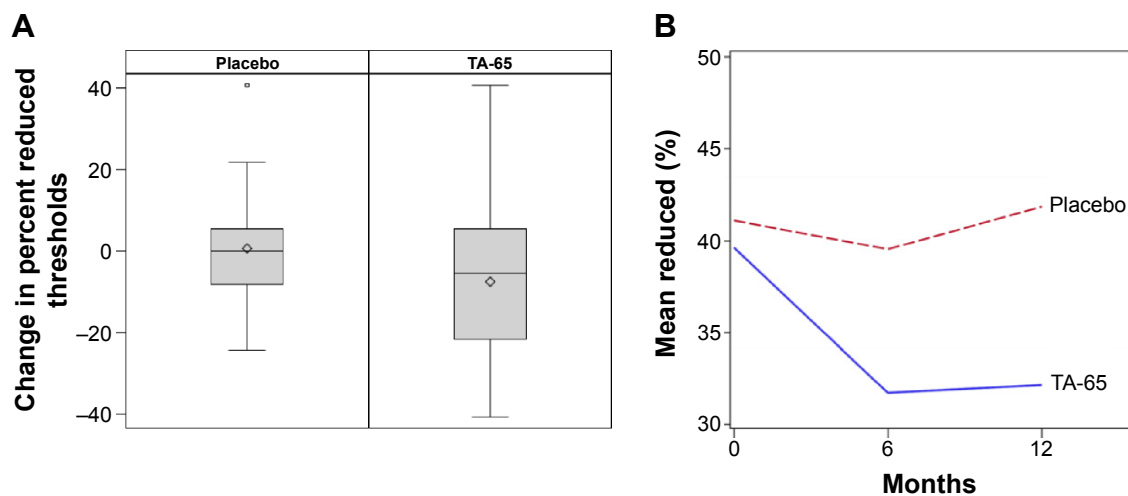 A
Change in percent reduced
thresholds
Placebo
TA-65
40
20
0
–20
–40
B
Mean reduced (%)
50
45
40
35
30
Placebo
TA-65
0
6
12
Months